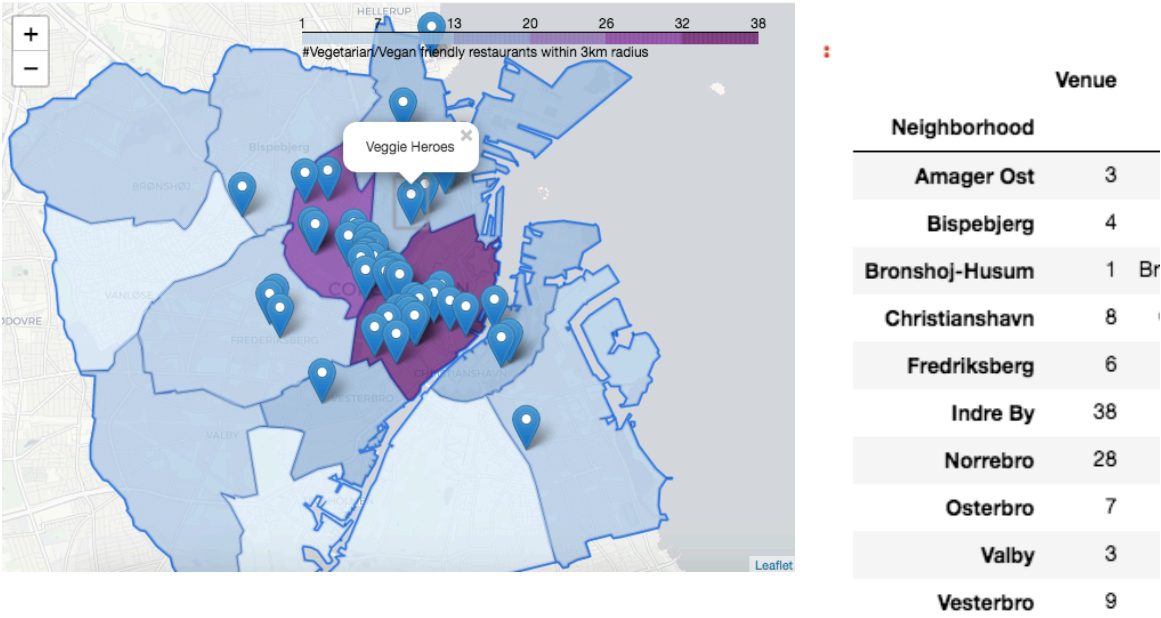 HELLERUP
+
−
1 7 13 20 26 32 38
#Vegetarian/Vegan friendly restaurants within 3km radius
Veggie Heroes ×
Bispebjerg
BRØNSHØJ
VANLØSE
FREDERIKSBERG
VESTERBRO
CHRISTIANSHAVN
VALBY
Leaflet
:
Venue
Neighborhood
Amager Ost 3
Bispebjerg 4
Bronshoj-Husum 1 Br
Christianshavn 8
Fredriksberg 6
Indre By 38
Norrebro 28
Osterbro 7
Valby 3
Vesterbro 9